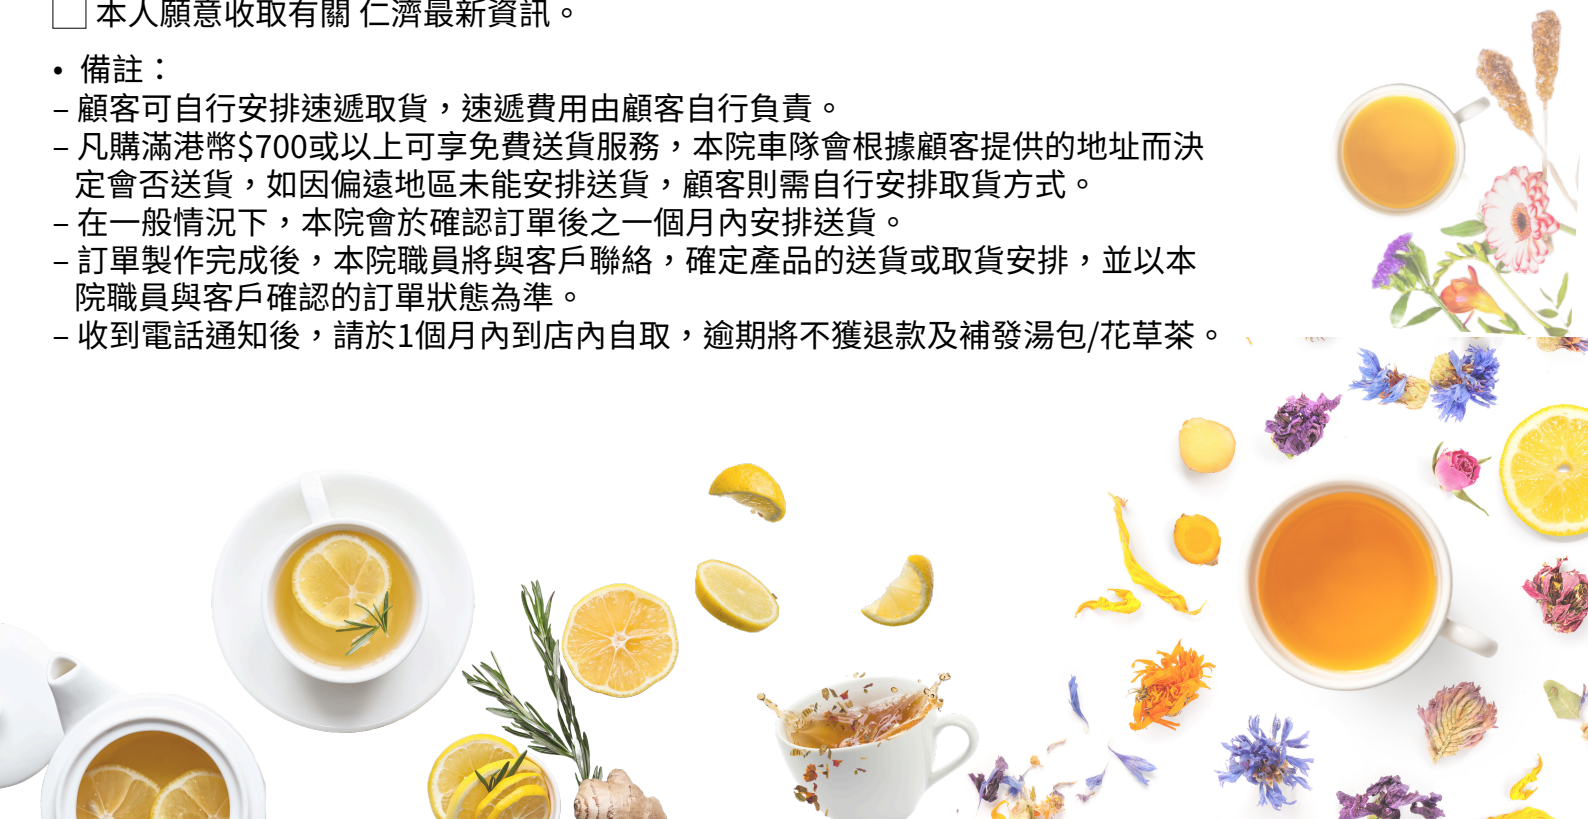 本人願意收取有關 仁濟最新資訊。
• 備註：
– 顧客可自行安排速遞取貨，速遞費用由顧客自行負責。
– 凡購滿港幣$700或以上可享免費送貨服務，本院車隊會根據顧客提供的地址而決
定會否送貨，如因偏遠地區未能安排送貨，顧客則需自行安排取貨方式。
– 在一般情況下，本院會於確認訂單後之一個月內安排送貨。
– 訂單製作完成後，本院職員將與客戶聯絡，確定產品的送貨或取貨安排，並以本
院職員與客戶確認的訂單狀態為準。
– 收到電話通知後，請於1個月內到店內自取，逾期將不獲退款及補發湯包/花草茶。